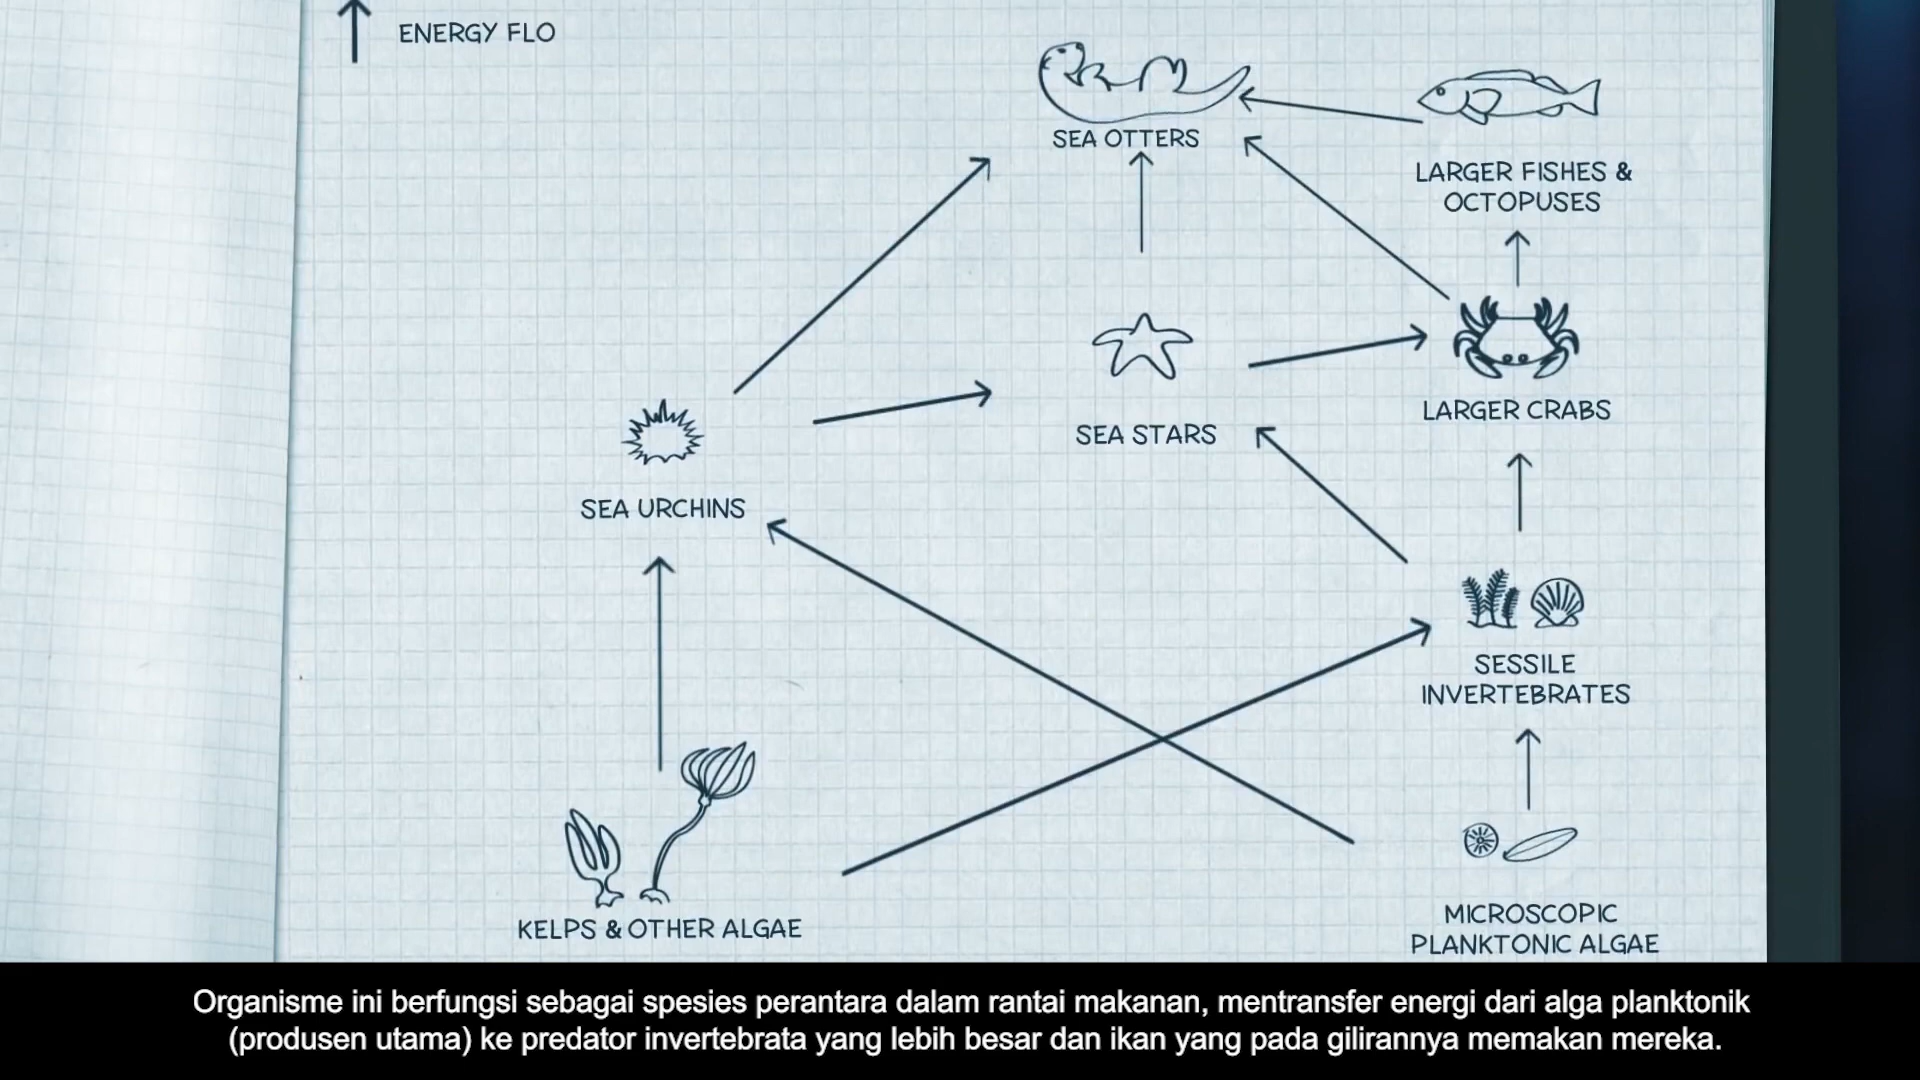 ENERGY FLO
SEA OTTERS
LARGER FISHES &
OCTOPUSES
LARGER CRABS
SEA STARS
SEA URCHINS
SESSILE
INVERTEBRATES
KELPS & OTHER ALGAE
MICROSCOPIC
PLANKTONIC ALGAE
Organisme ini berfungsi sebagai spesies perantara dalam rantai makanan, mentransfer energi dari alga planktonik
(produsen utama) ke predator invertebrata yang lebih besar dan ikan yang pada gilirannya memakan mereka.